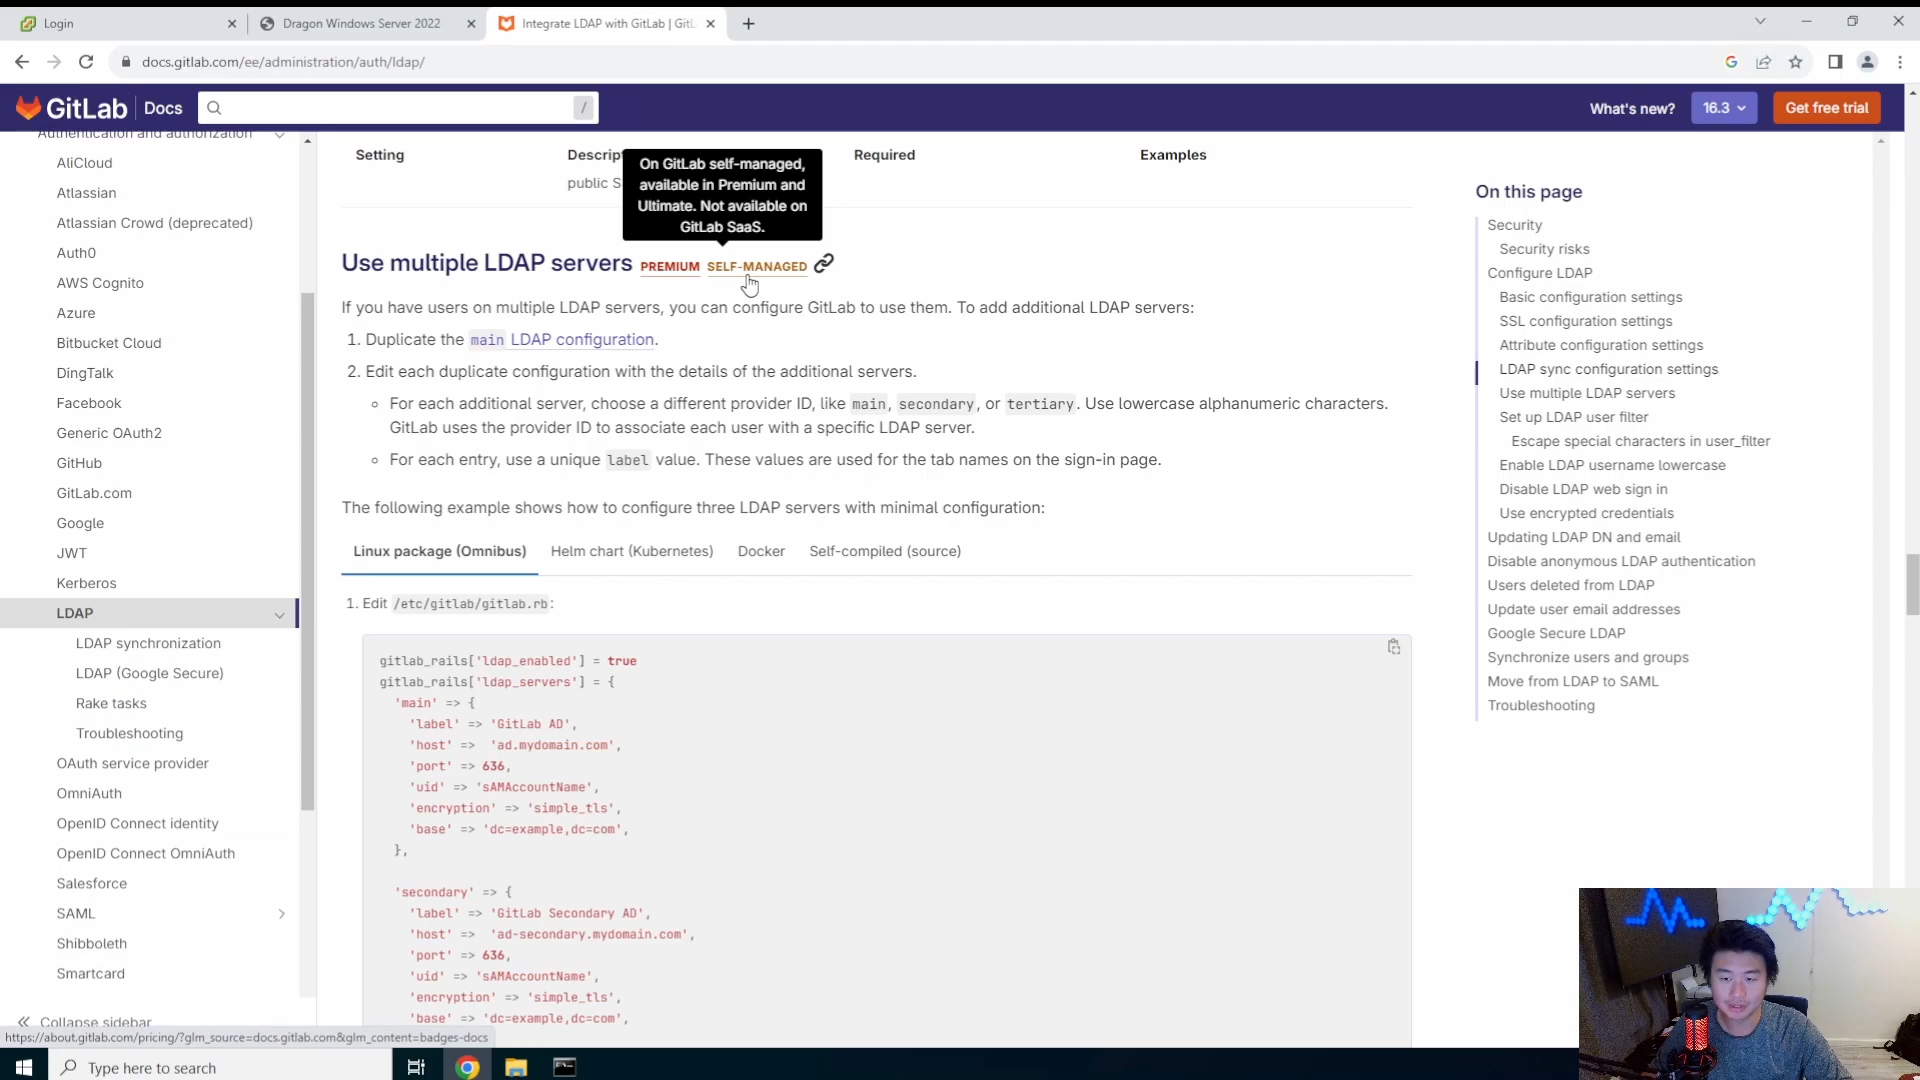 Login
Dragon Windows Server 2022
Integrate LDAP with GitLab | GitL
docs.gitlab.com/ee/administration/auth/ldap/
GitLab Docs
/
What's new?
16.3
Get free trial
Authentication and authorization
AliCloud
Atlassian
Atlassian Crowd (deprecated)
Auth0
AWS Cognito
Azure
Bitbucket Cloud
DingTalk
Facebook
Generic OAuth2
GitHub
GitLab.com
Google
JWT
Kerberos
LDAP
LDAP synchronization
LDAP (Google Secure)
Rake tasks
Troubleshooting
OAuth service provider
OmniAuth
OpenID Connect identity
OpenID Connect OmniAuth
Salesforce
SAML
Shibboleth
Smartcard
Collapse sidebar
Setting Descrip Required Examples
public S
On GitLab self-managed,
available in Premium and
Ultimate. Not available on
GitLab SaaS.
Use multiple LDAP servers PREMIUM SELF-MANAGED
If you have users on multiple LDAP servers, you can configure GitLab to use them. To add additional LDAP servers:
1. Duplicate the main LDAP configuration.
2. Edit each duplicate configuration with the details of the additional servers.
For each additional server, choose a different provider ID, like main, secondary, or tertiary. Use lowercase alphanumeric characters.
GitLab uses the provider ID to associate each user with a specific LDAP server.
For each entry, use a unique label value. These values are used for the tab names on the sign-in page.
The following example shows how to configure three LDAP servers with minimal configuration:
Linux package (Omnibus) Helm chart (Kubernetes) Docker Self-compiled (source)
1. Edit /etc/gitlab/gitlab.rb:
gitlab_rails['ldap_enabled'] = true
gitlab_rails['ldap_servers'] = {
'main' => {
'label' => 'GitLab AD',
'host' => 'ad.mydomain.com',
'port' => 636,
'uid' => 'sAMAccountName',
'encryption' => 'simple_tls',
'base' => 'dc=example,dc=com',
},
'secondary' => {
'label' => 'GitLab Secondary AD',
'host' => 'ad-secondary.mydomain.com',
'port' => 636,
'uid' => 'sAMAccountName',
'encryption' => 'simple_tls',
'base' => 'dc=example,dc=com',
On this page
Security
Security risks
Configure LDAP
Basic configuration settings
SSL configuration settings
Attribute configuration settings
LDAP sync configuration settings
Use multiple LDAP servers
Set up LDAP user filter
Escape special characters in user_filter
Enable LDAP username lowercase
Disable LDAP web sign in
Use encrypted credentials
Updating LDAP DN and email
Disable anonymous LDAP authentication
Users deleted from LDAP
Update user email addresses
Google Secure LDAP
Synchronize users and groups
Move from LDAP to SAML
Troubleshooting
https://about.gitlab.com/pricing/?glm_source=docs.gitlab.com&glm_content=badges-docs
Type here to search